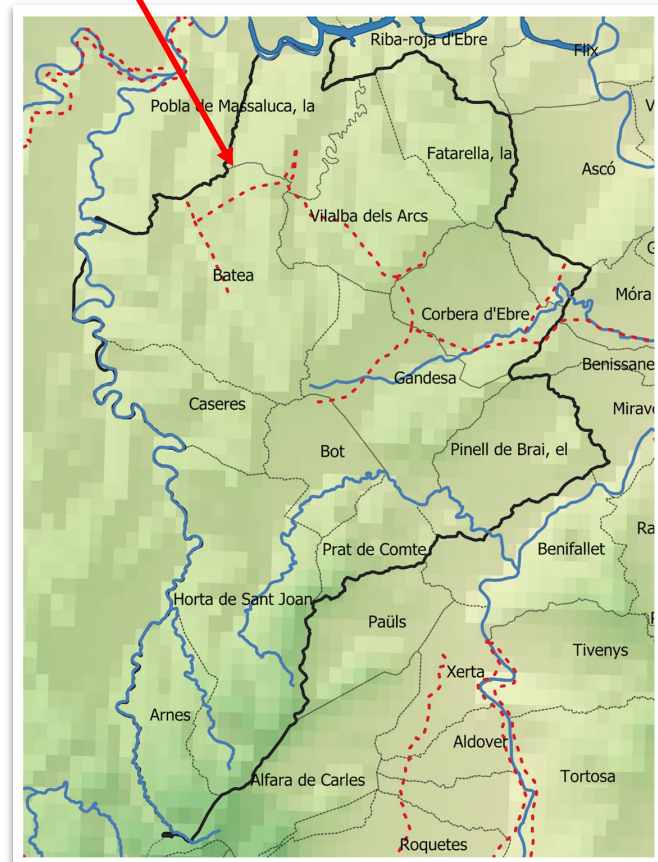 Riba-roja d'Ebre
Flix
Pobla de Massaluca, la
Fatarella, la
Ascó
Vilalba dels Arcs
Batea
Móra
Corbera d'Ebre
Benissane
Gandesa
Caseres
Mirave
Bot
Pinell de Brai, el
Ra
Prat de Comte
Benifallet
Horta de Sant Joan
Paüls
Tivenys
Xerta
Arnes
Aldover
Alfara de Carles
Tortosa
Roquetes